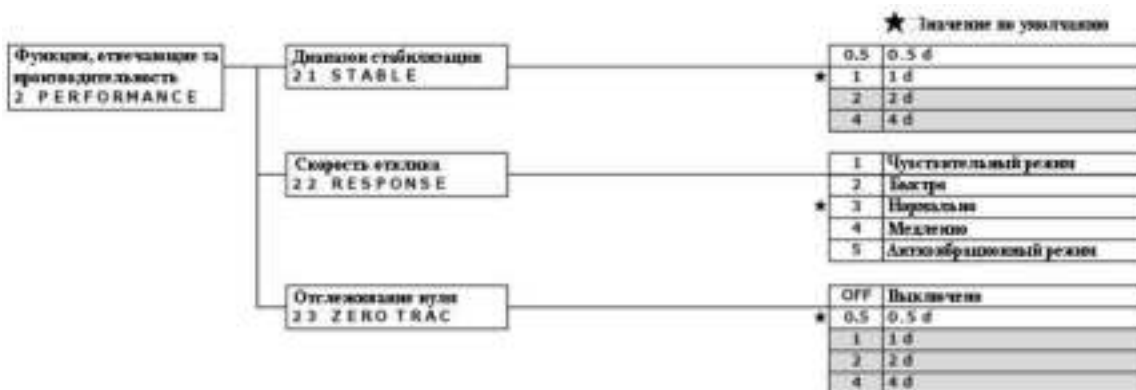 ★ Значение по умолчанию
Функции, отвечающие за
производительность
2 PERFORMANCE
Диапазон стабилизации
21 STABLE
0.5 0.5 d
★ 1 1 d
2 2 d
4 4 d
Скорость отклика
22 RESPONSE
1 Чувствительный режим
2 Быстро
★ 3 Нормально
4 Медленно
5 Антивибрационный режим
Отслеживание нуля
23 ZERO TRAC
OFF Выключено
★ 0.5 0.5 d
1 1 d
2 2 d
4 4 d